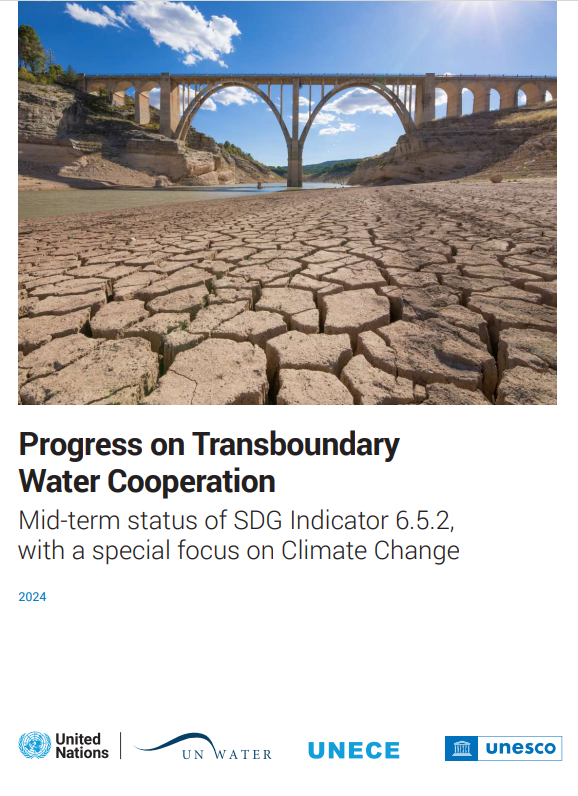 Progress on Transboundary
Water Cooperation
Mid-term status of SDG Indicator 6.5.2,
with a special focus on Climate Change
2024
United
Nations
UN WATER
UNECE
unesco